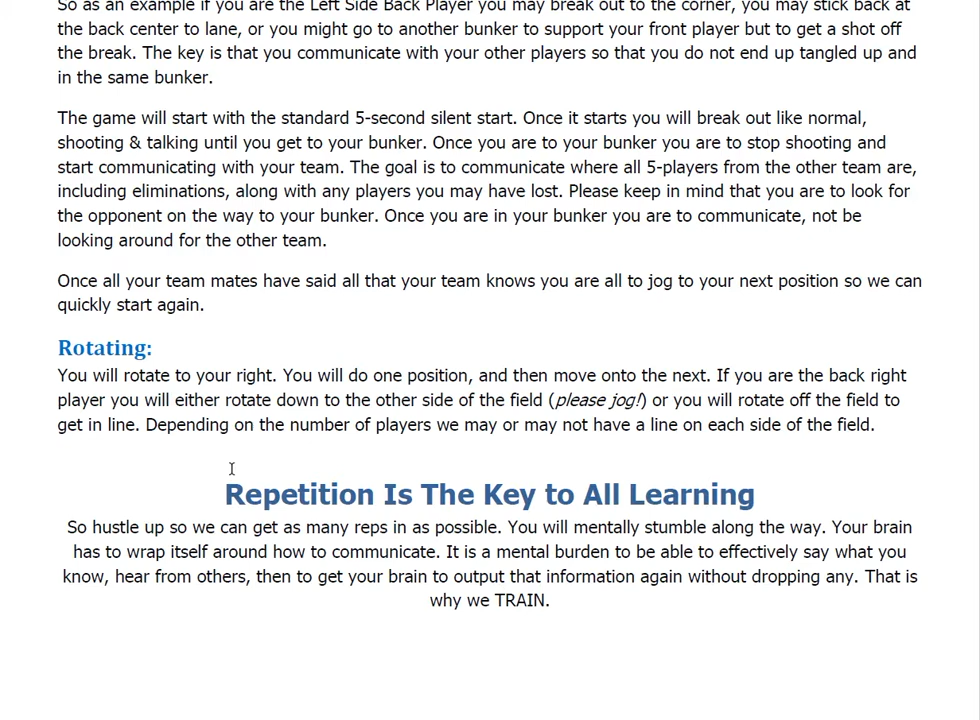 So as an example if you are the Left Side Back Player you may break out to the corner, you may stick back at
the back center to lane, or you might go to another bunker to support your front player but to get a shot off
the break. The key is that you communicate with your other players so that you do not end up tangled up and
in the same bunker.
The game will start with the standard 5-second silent start. Once it starts you will break out like normal,
shooting & talking until you get to your bunker. Once you are to your bunker you are to stop shooting and
start communicating with your team. The goal is to communicate where all 5-players from the other team are,
including eliminations, along with any players you may have lost. Please keep in mind that you are to look for
the opponent on the way to your bunker. Once you are in your bunker you are to communicate, not be
looking around for the other team.
Once all your team mates have said all that your team knows you are all to jog to your next position so we can
quickly start again.
Rotating:
You will rotate to your right. You will do one position, and then move onto the next. If you are the back right
player you will either rotate down to the other side of the field (please jog!) or you will rotate off the field to
get in line. Depending on the number of players we may or may not have a line on each side of the field.
Repetition Is The Key to All Learning
So hustle up so we can get as many reps in as possible. You will mentally stumble along the way. Your brain
has to wrap itself around how to communicate. It is a mental burden to be able to effectively say what you
know, hear from others, then to get your brain to output that information again without dropping any. That is
why we TRAIN.